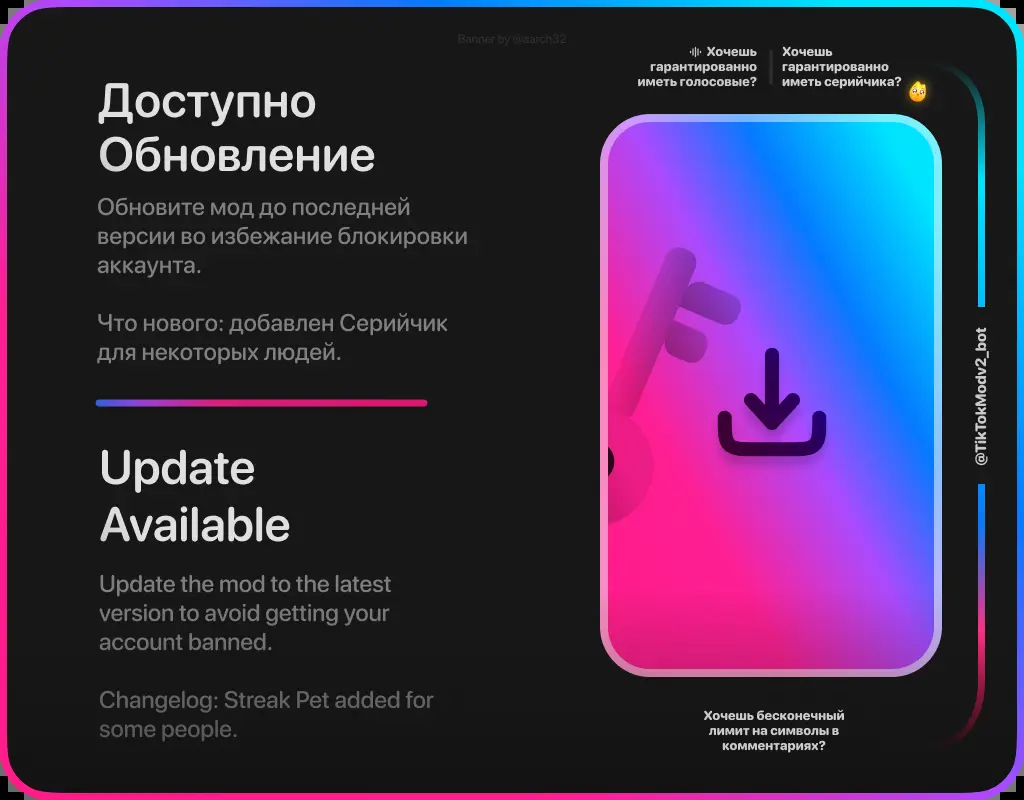 Banner by @aarch32
Хочешь
гарантированно
иметь голосовые?
Хочешь
гарантированно
иметь серийчика?
Доступно
Обновление
Обновите мод до последней
версии во избежание блокировки
аккаунта.
Что нового: добавлен Серийчик
для некоторых людей.
Update
Available
Update the mod to the latest
version to avoid getting your
account banned.
Changelog: Streak Pet added for
some people.
@TikTokModv2_bot
Хочешь бесконечный
лимит на символы в
комментариях?